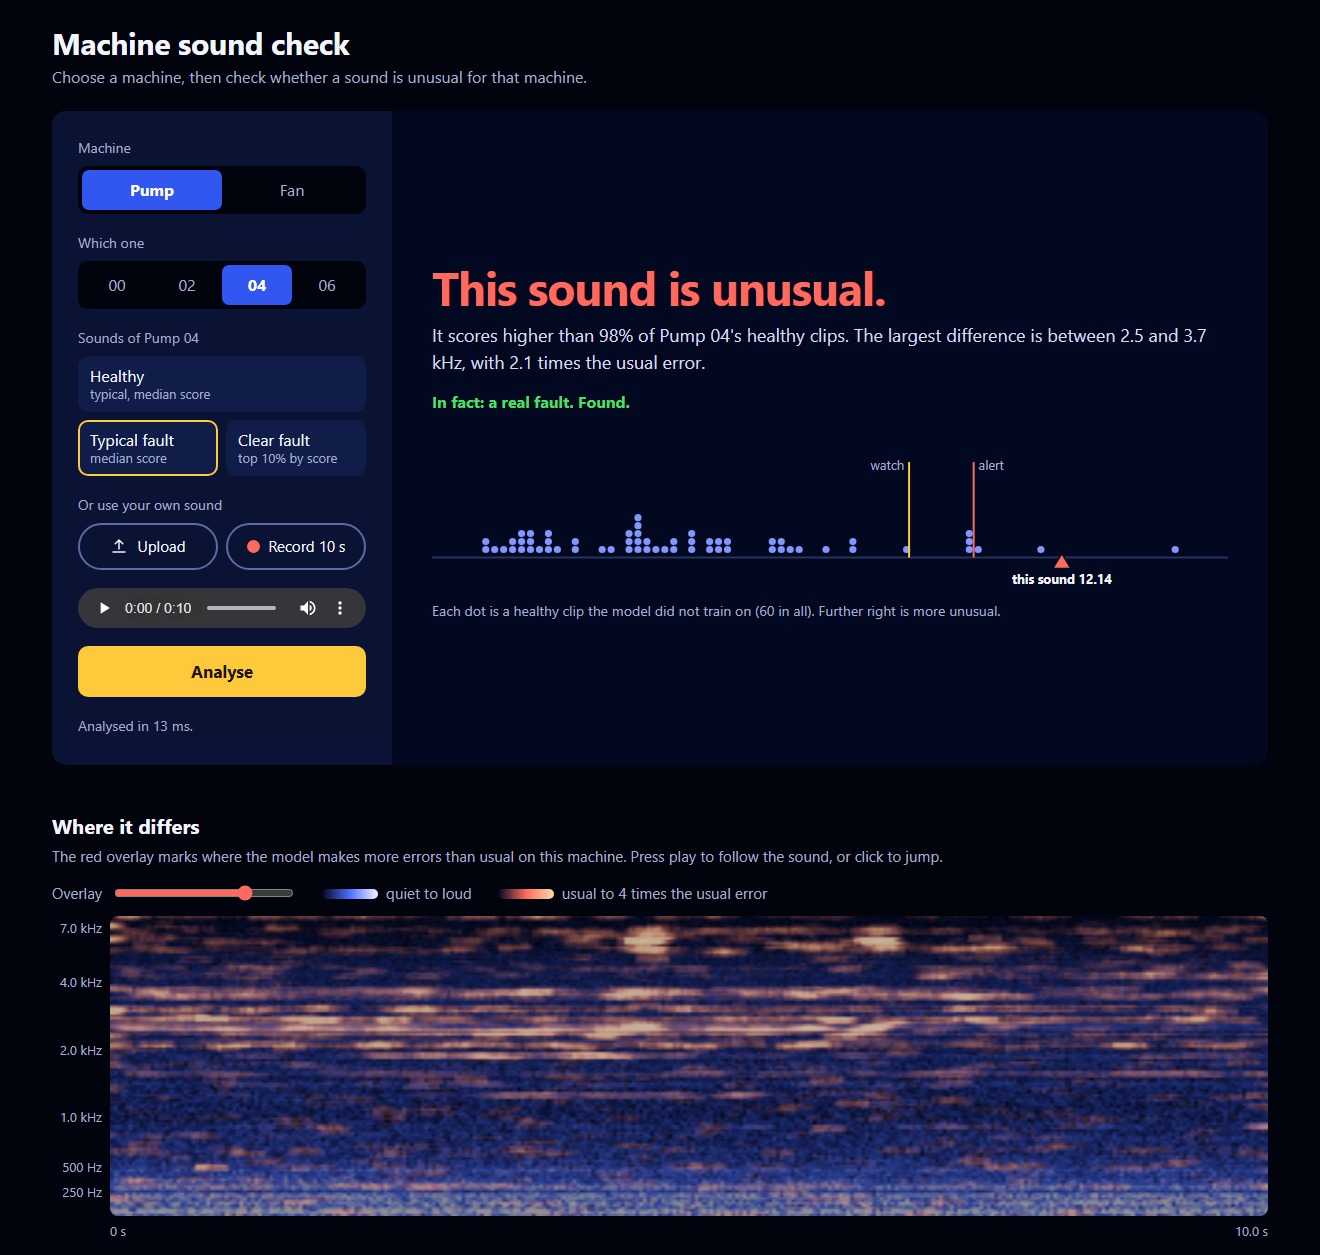 Machine sound check
Choose a machine, then check whether a sound is unusual for that machine.
Machine
Pump
Fan
Which one
00
02
04
06
Sounds of Pump 04
Healthy
typical, median score
Typical fault
median score
Clear fault
top 10% by score
Or use your own sound
Upload
Record 10 s
0:00 / 0:10
Analyse
Analysed in 13 ms.
This sound is unusual.
It scores higher than 98% of Pump 04's healthy clips. The largest difference is between 2.5 and 3.7
kHz, with 2.1 times the usual error.
In fact: a real fault. Found.
watch
alert
this sound 12.14
Each dot is a healthy clip the model did not train on (60 in all). Further right is more unusual.
Where it differs
The red overlay marks where the model makes more errors than usual on this machine. Press play to follow the sound, or click to jump.
Overlay
quiet to loud
usual to 4 times the usual error
7.0 kHz
4.0 kHz
2.0 kHz
1.0 kHz
500 Hz
250 Hz
0 s
10.0 s